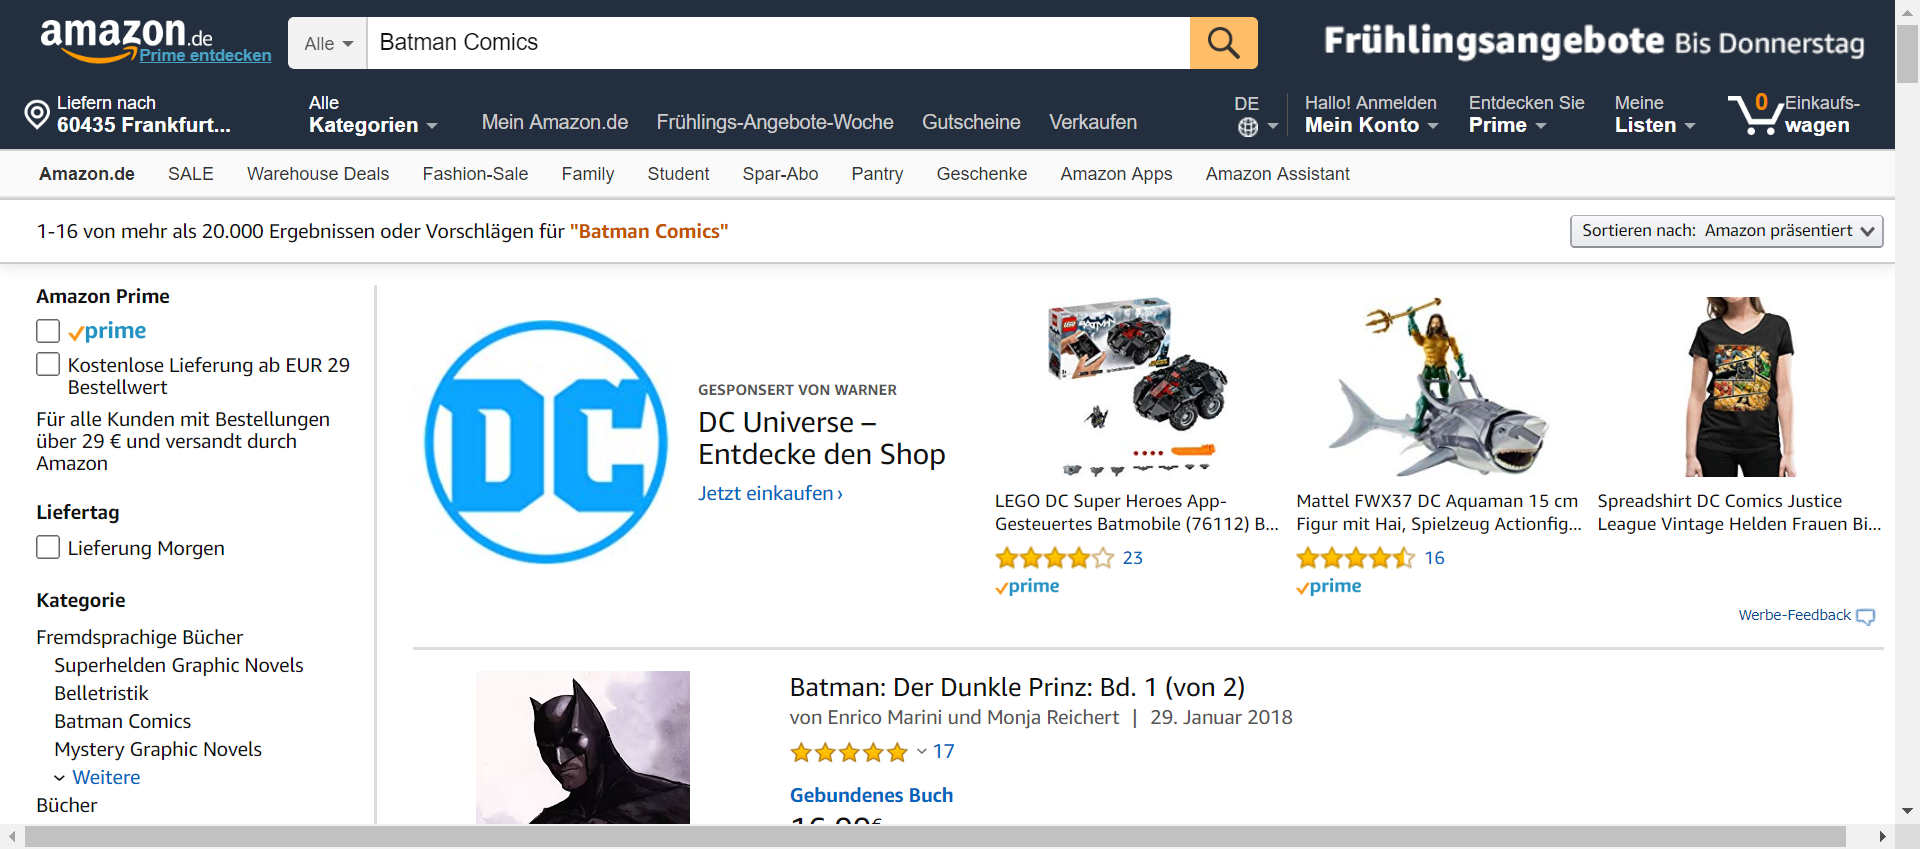 amazon.de
Prime entdecken
Alle
Batman Comics
Frühlingsangebote Bis Donnerstag
Liefern nach
60435 Frankfurt...
Alle
Kategorien
Mein Amazon.de
Frühlings-Angebote-Woche
Gutscheine
Verkaufen
DE
Hallo! Anmelden
Mein Konto
Entdecken Sie
Prime
Meine
Listen
0
Einkaufs-
wagen
Amazon.de
SALE
Warehouse Deals
Fashion-Sale
Family
Student
Spar-Abo
Pantry
Geschenke
Amazon Apps
Amazon Assistant
1-16 von mehr als 20.000 Ergebnissen oder Vorschlägen für "Batman Comics"
Sortieren nach: Amazon präsentiert
Amazon Prime
prime
Kostenlose Lieferung ab EUR 29
Bestellwert
Für alle Kunden mit Bestellungen
über 29 € und versandt durch
Amazon
Liefertag
Lieferung Morgen
Kategorie
Fremdsprachige Bücher
Superhelden Graphic Novels
Belletristik
Batman Comics
Mystery Graphic Novels
Weitere
Bücher
DC
GESPONSERT VON WARNER
DC Universe –
Entdecke den Shop
Jetzt einkaufen ›
LEGO DC Super Heroes App-
Gesteuertes Batmobile (76112) B...
23
prime
Mattel FWX37 DC Aquaman 15 cm
Figur mit Hai, Spielzeug Actionfig...
16
prime
Spreadshirt DC Comics Justice
League Vintage Helden Frauen Bi...
Werbe-Feedback
Batman: Der Dunkle Prinz: Bd. 1 (von 2)
von Enrico Marini und Monja Reichert | 29. Januar 2018
17
Gebundenes Buch